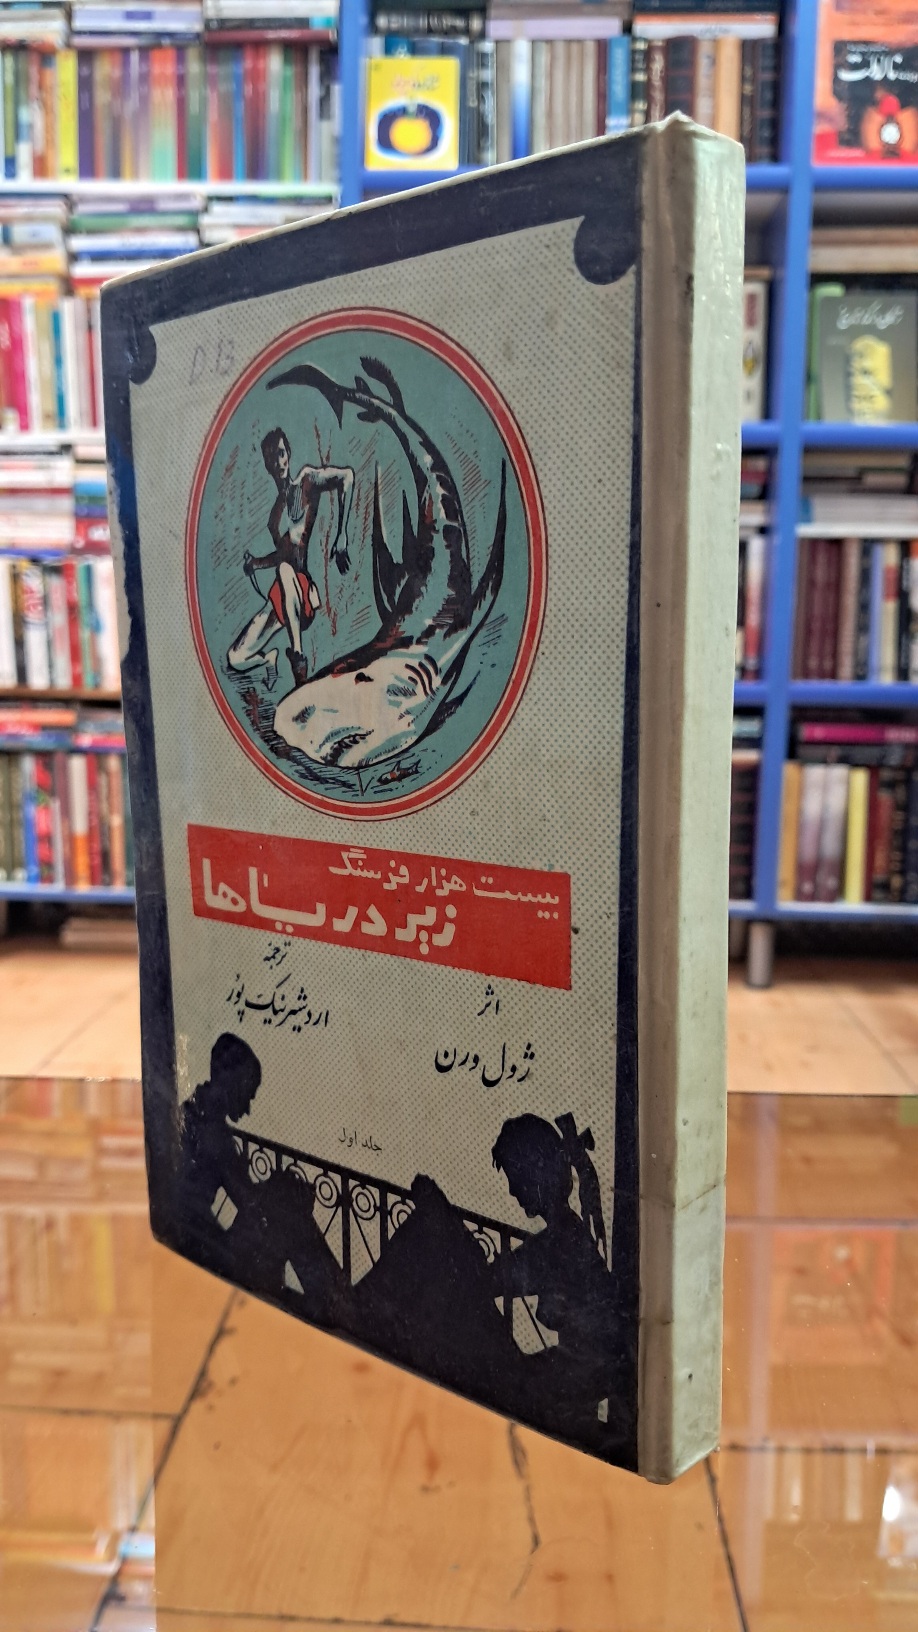 D.B
بیست هزار فرسنگ
زیر دریاها
اثر
ژول ورن
ترجمه
اردشیر نیک پور
جلد اول